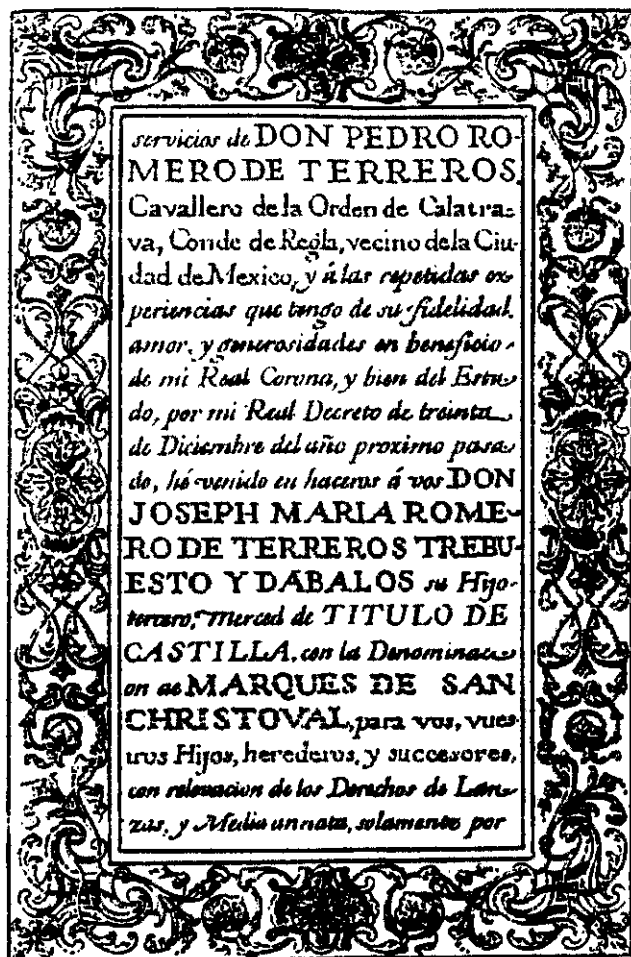 servicios de DON PEDRO RO-
MERO DE TERREROS,
Cavallero de la Orden de Calatra-
va, Conde de Regla, vecino dela Ciu-
dad de Mexico, y á las repetidas ex-
periencias que tengo de su fidelidad,
amor, y generosidades en beneficio
de mi Real Corona, y bien del Esta-
do, por mi Real Decreto de treinta
de Diciembre del año proximo pasa-
do, hé venido en haceros á vos DON
JOSEPH MARIA ROME-
RO DE TERREROS TREBU-
ESTO Y DÁBALOS su Hijo
tercero, Merced de TITULO DE
CASTILLA, con la Denominaci-
on de MARQUES DE SAN
CHRISTOVAL, para vos, vues-
tros Hijos, herederos, y succesores,
con relevacion de los Derechos de Lan-
zas, y Media annata, solamente por